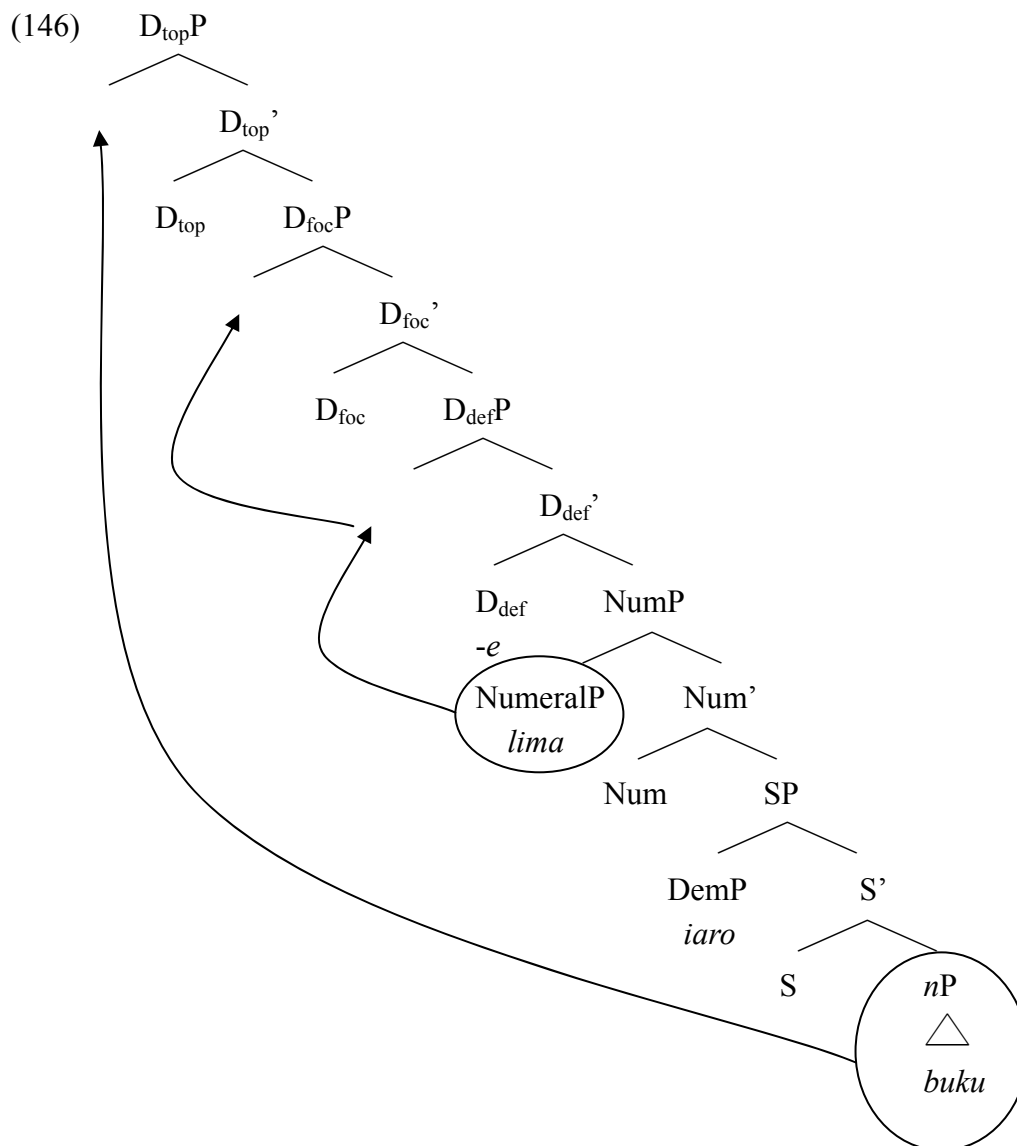 (146) DtopP
Dtop’
Dtop DfocP
Dfoc’
Dfoc DdefP
Ddef’
Ddef NumP
-e
NumeralP Num’
lima
Num SP
DemP S’
iaro
S nP
buku